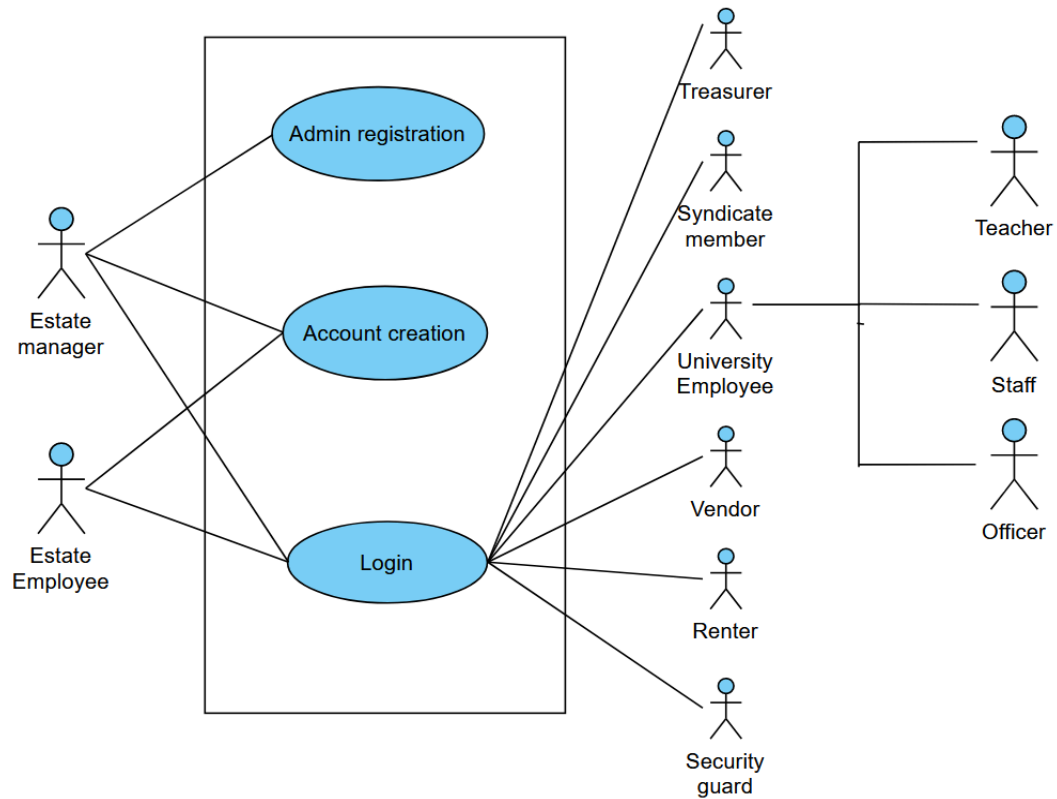 Treasurer
Admin registration
Syndicate
member
Teacher
Estate
manager
Account creation
University
Employee
Staff
Vendor
Officer
Estate
Employee
Login
Renter
Security
guard